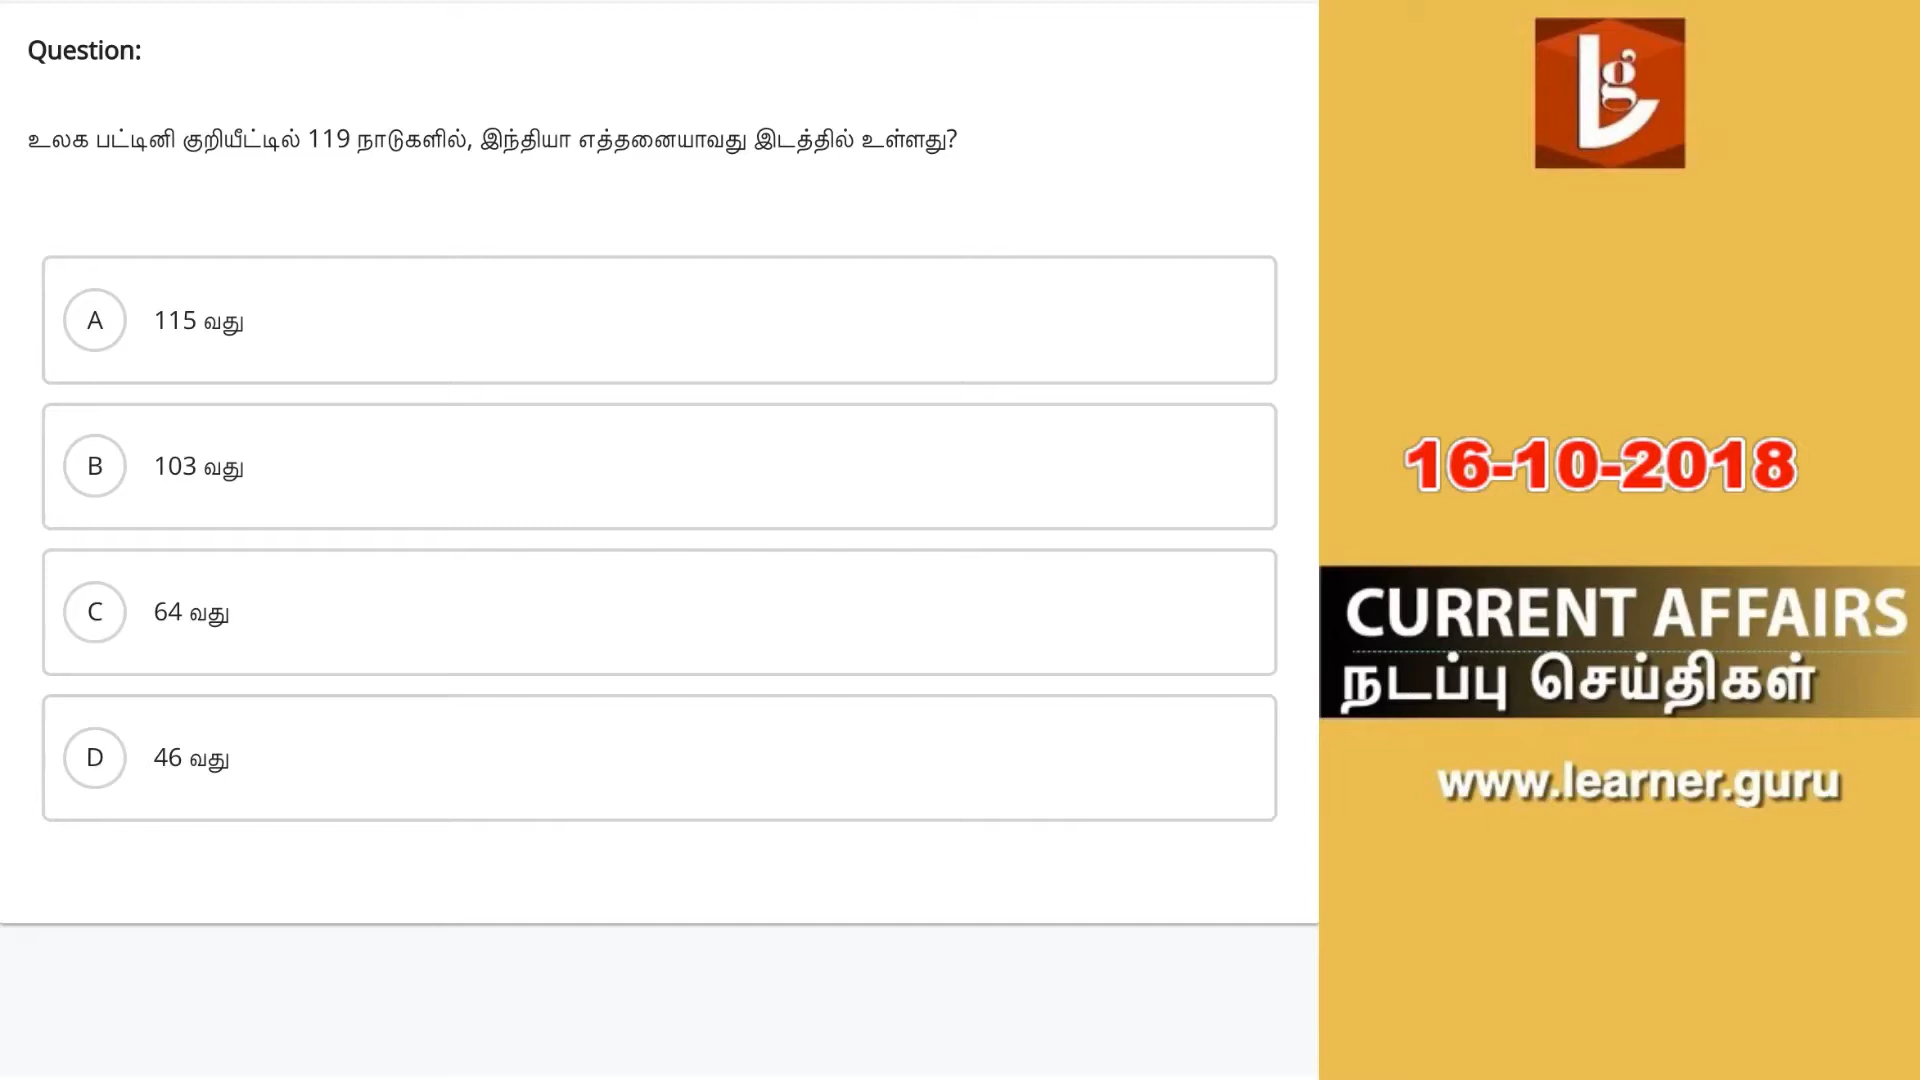 Question:
உலக பட்டினி குறியீட்டில் 119 நாடுகளில், இந்தியா எத்தனையாவது இடத்தில் உள்ளது?
A 115 வது
B 103 வது
C 64 வது
D 46 வது
Lg
16-10-2018
CURRENT AFFAIRS
நடப்பு செய்திகள்
www.learner.guru